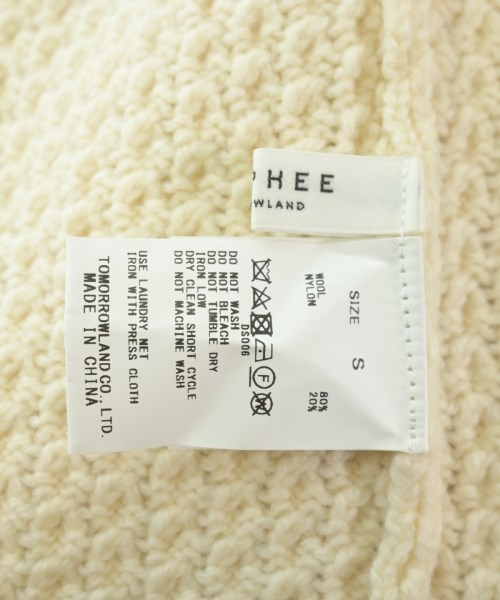 HEE
WLAND
SIZE S
WOOL 80%
NYLON 20%
DS006
DO NOT WASH
DO NOT BLEACH
DO NOT TUMBLE DRY
IRON LOW
DRY CLEAN SHORT CYCLE
DO NOT MACHINE WASH
USE LAUNDRY NET
IRON WITH PRESS CLOTH
TOMORROWLAND CO., LTD.
MADE IN CHINA